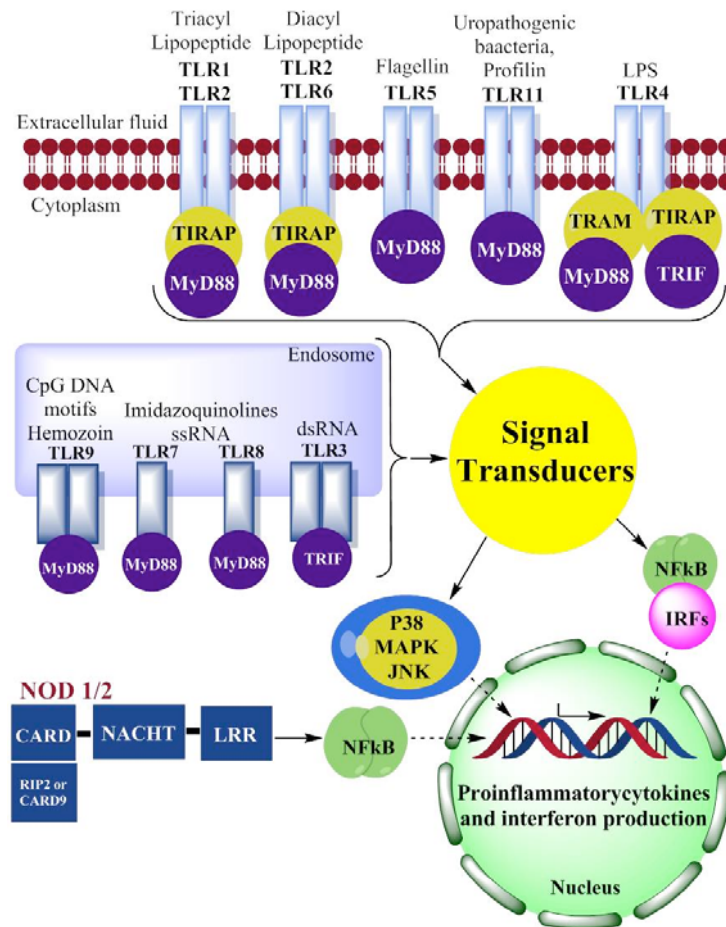 Triacyl
Lipopeptide
TLR1
TLR2
Diacyl
Lipopeptide
TLR2
TLR6
Flagellin
TLR5
Uropathogenic
baacteria,
Profilin
TLR11
LPS
TLR4
Extracellular fluid
Cytoplasm
TIRAP
MyD88
TIRAP
MyD88
MyD88
MyD88
TRAM
MyD88
TIRAP
TRIF
Endosome
CpG DNA
motifs
Hemozoin
TLR9
Imidazoquinolines
ssRNA
TLR7
TLR8
dsRNA
TLR3
MyD88
MyD88
MyD88
TRIF
Signal
Transducers
NFkB
IRFs
P38
MAPK
JNK
NOD 1/2
CARD
NACHT
LRR
RIP2 or
CARD9
NFkB
Proinflammatorycytokines
and interferon production
Nucleus